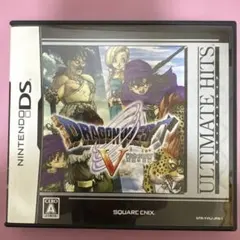 NINTENDO DS
DRAGON QUEST
V
ULTIMATE HITS
SQUARE ENIX
A